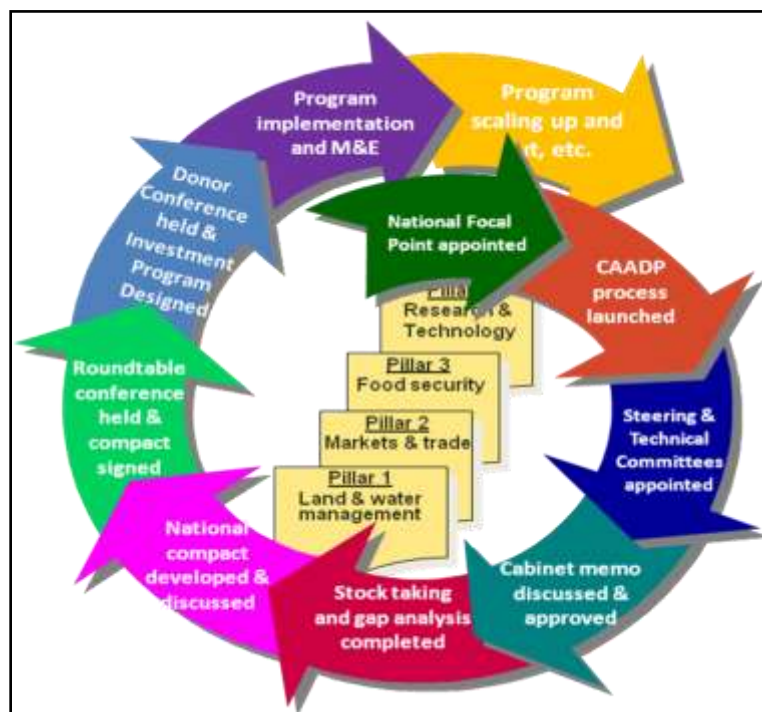 National Focal
Point appointed
CAADP
process
launched
Steering &
Technical
Committees
appointed
Cabinet memo
discussed &
approved
Stock taking
and gap analysis
completed
National
compact
developed &
discussed
Roundtable
conference
held &
compact
signed
Donor
Conference
held &
Investment
Program
Designed
Program
implementation
and M&E
Program
scaling up and
etc.
Research &
Technology
Pillar 3
Food security
Pillar 2
Markets & trade
Pillar 1
Land & water
management